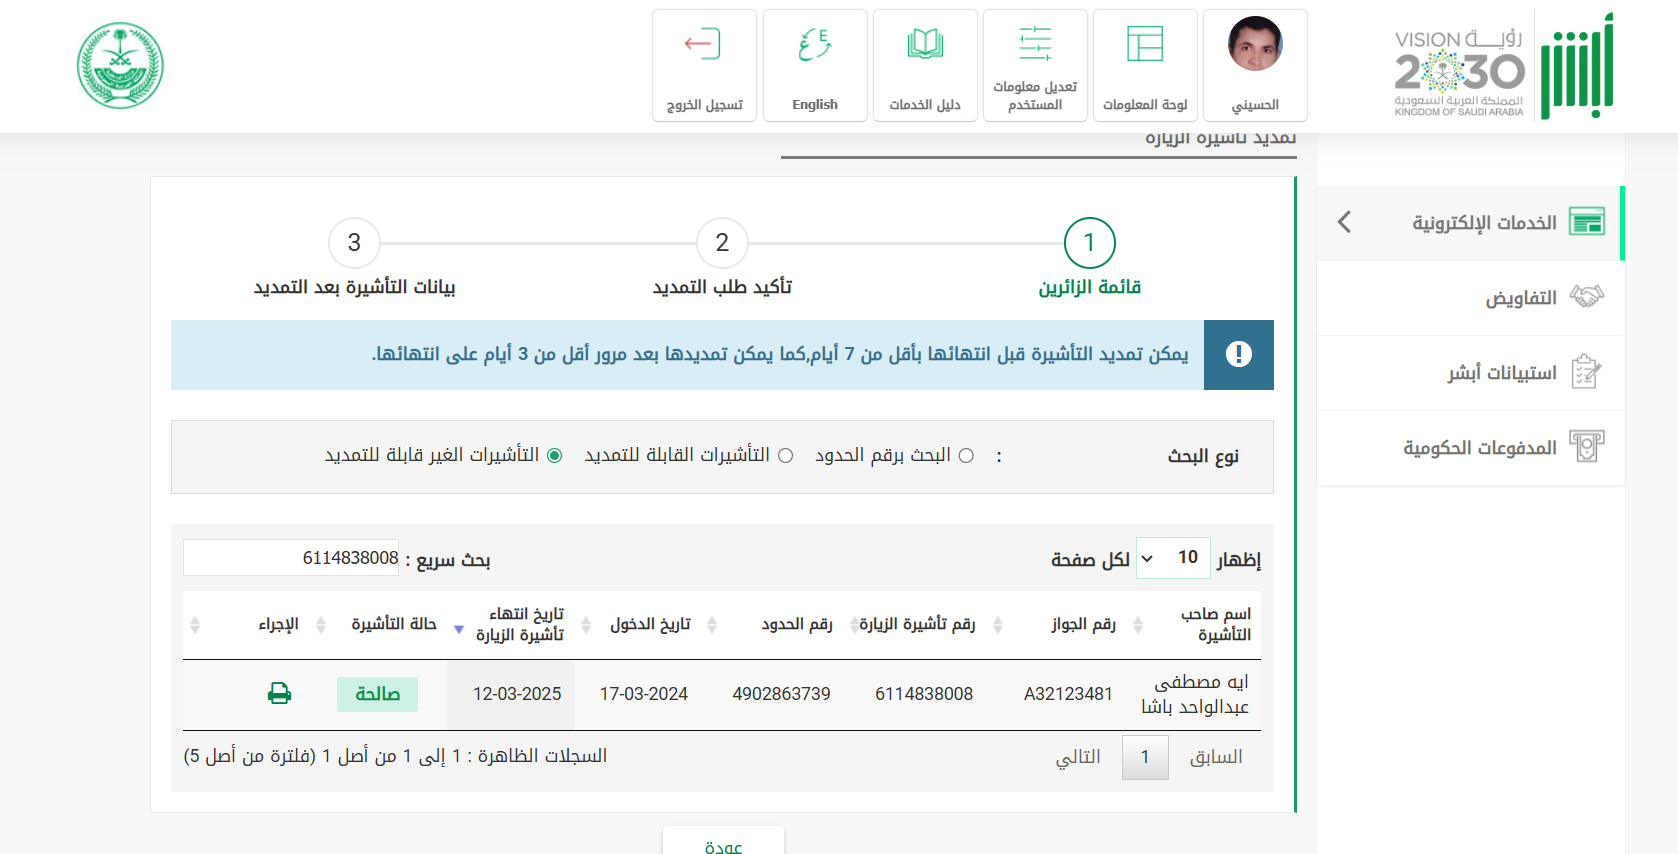 أبشر
رؤيــة VISION
2030
المملكة العربية السعودية
KINGDOM OF SAUDI ARABIA
الحسيني
لوحة المعلومات
تعديل معلومات
المستخدم
دليل الخدمات
English
تسجيل الخروج
تمديد تأشيرة الزيارة
الخدمات الإلكترونية
التفاويض
استبيانات أبشر
المدفوعات الحكومية
1
قائمة الزائرين
2
تأكيد طلب التمديد
3
بيانات التأشيرة بعد التمديد
يمكن تمديد التأشيرة قبل انتهائها بأقل من 7 أيام,كما يمكن تمديدها بعد مرور أقل من 3 أيام على انتهائها.
نوع البحث : البحث برقم الحدود التأشيرات القابلة للتمديد التأشيرات الغير قابلة للتمديد
إظهار 10 لكل صفحة
بحث سريع : 6114838008
اسم صاحب التأشيرة رقم الجواز رقم تأشيرة الزيارة رقم الحدود تاريخ الدخول تاريخ انتهاء تأشيرة الزيارة حالة التأشيرة الإجراء
ايه مصطفى عبدالواحد باشا A32123481 6114838008 4902863739 17-03-2024 12-03-2025 صالحة
السابق 1 التالي
السجلات الظاهرة : 1 إلى 1 من أصل 1 (فلترة من أصل 5)
عودة